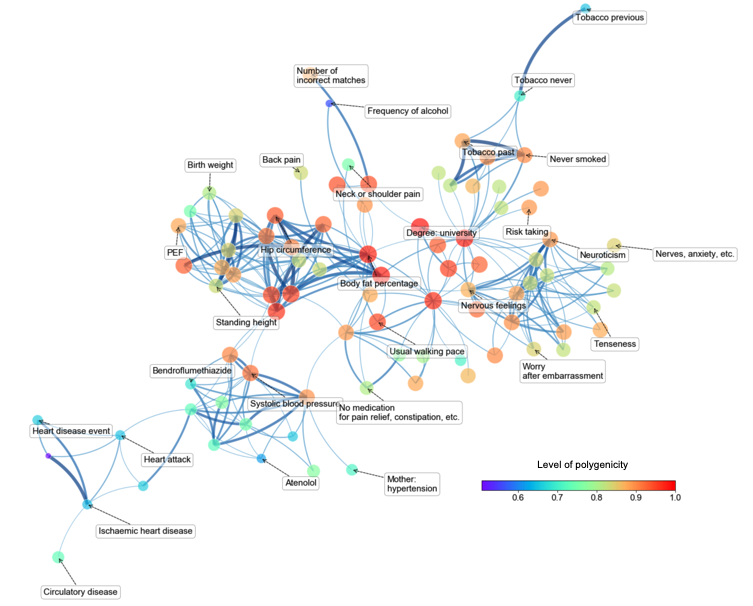 Tobacco previous
Number of
incorrect matches
Tobacco never
Frequency of alcohol
Tobacco past
Never smoked
Birth weight
Back pain
Neck or shoulder pain
Degree: university
Risk taking
PEF
Hip circumference
Neuroticism
Nerves, anxiety, etc.
Body fat percentage
Nervous feelings
Standing height
Usual walking pace
Tenseness
Bendroflumethiazide
Worry
after embarrassment
Systolic blood pressure
No medication
for pain relief, constipation, etc.
Heart disease event
Heart attack
Atenolol
Mother:
hypertension
Level of polygenicity
0.6 0.7 0.8 0.9 1.0
Ischaemic heart disease
Circulatory disease